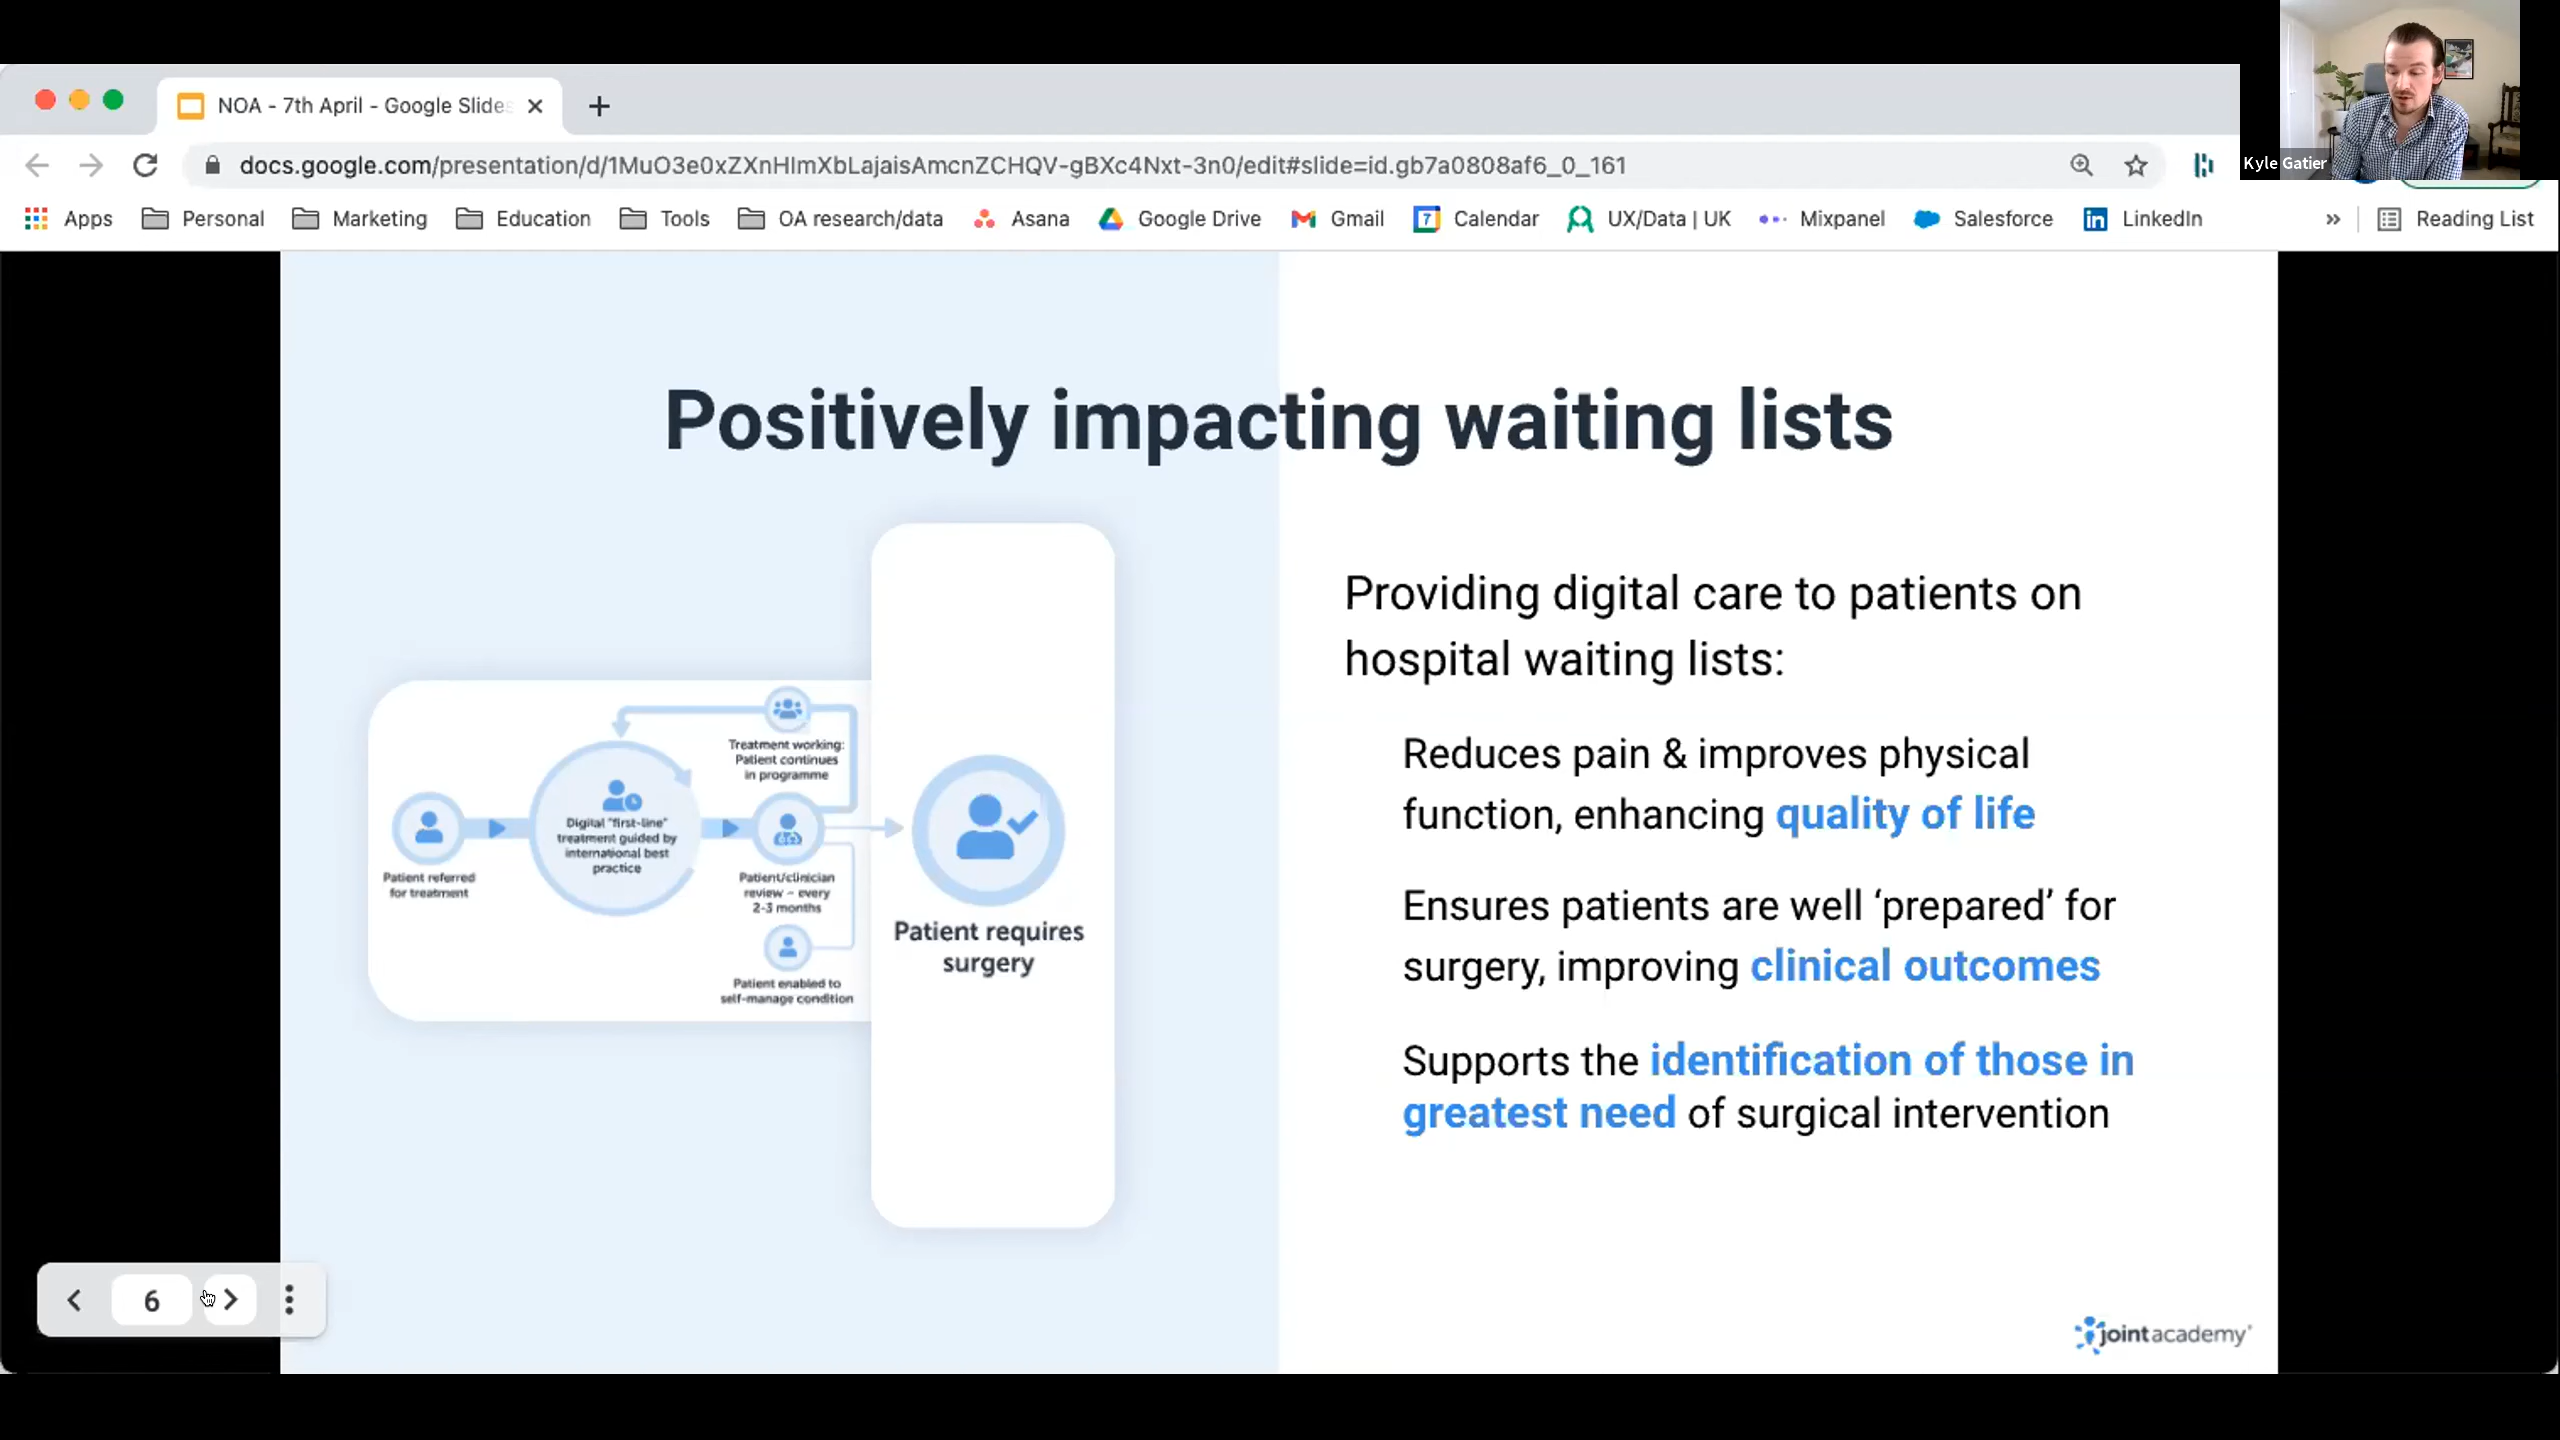 Kyle Gatier
NOA - 7th April - Google Slides
docs.google.com/presentation/d/1MuO3e0xZXnHImXbLajaisAmcnZCHQV-gBXc4Nxt-3n0/edit#slide=id.gb7a0808af6_0_161
Apps Personal Marketing Education Tools OA research/data Asana Google Drive Gmail 7 Calendar UX/Data | UK Mixpanel Salesforce in LinkedIn » Reading List
Positively impacting waiting lists
Treatment working:
Patient continues
in programme
Digital "first-line"
treatment guided by
international best
practice
Patient referred
for treatment
Patient/clinician
review – every
2-3 months
Patient enabled to
self-manage condition
Patient requires
surgery
Providing digital care to patients on
hospital waiting lists:
Reduces pain & improves physical
function, enhancing quality of life
Ensures patients are well ‘prepared’ for
surgery, improving clinical outcomes
Supports the identification of those in
greatest need of surgical intervention
6
jointacademy